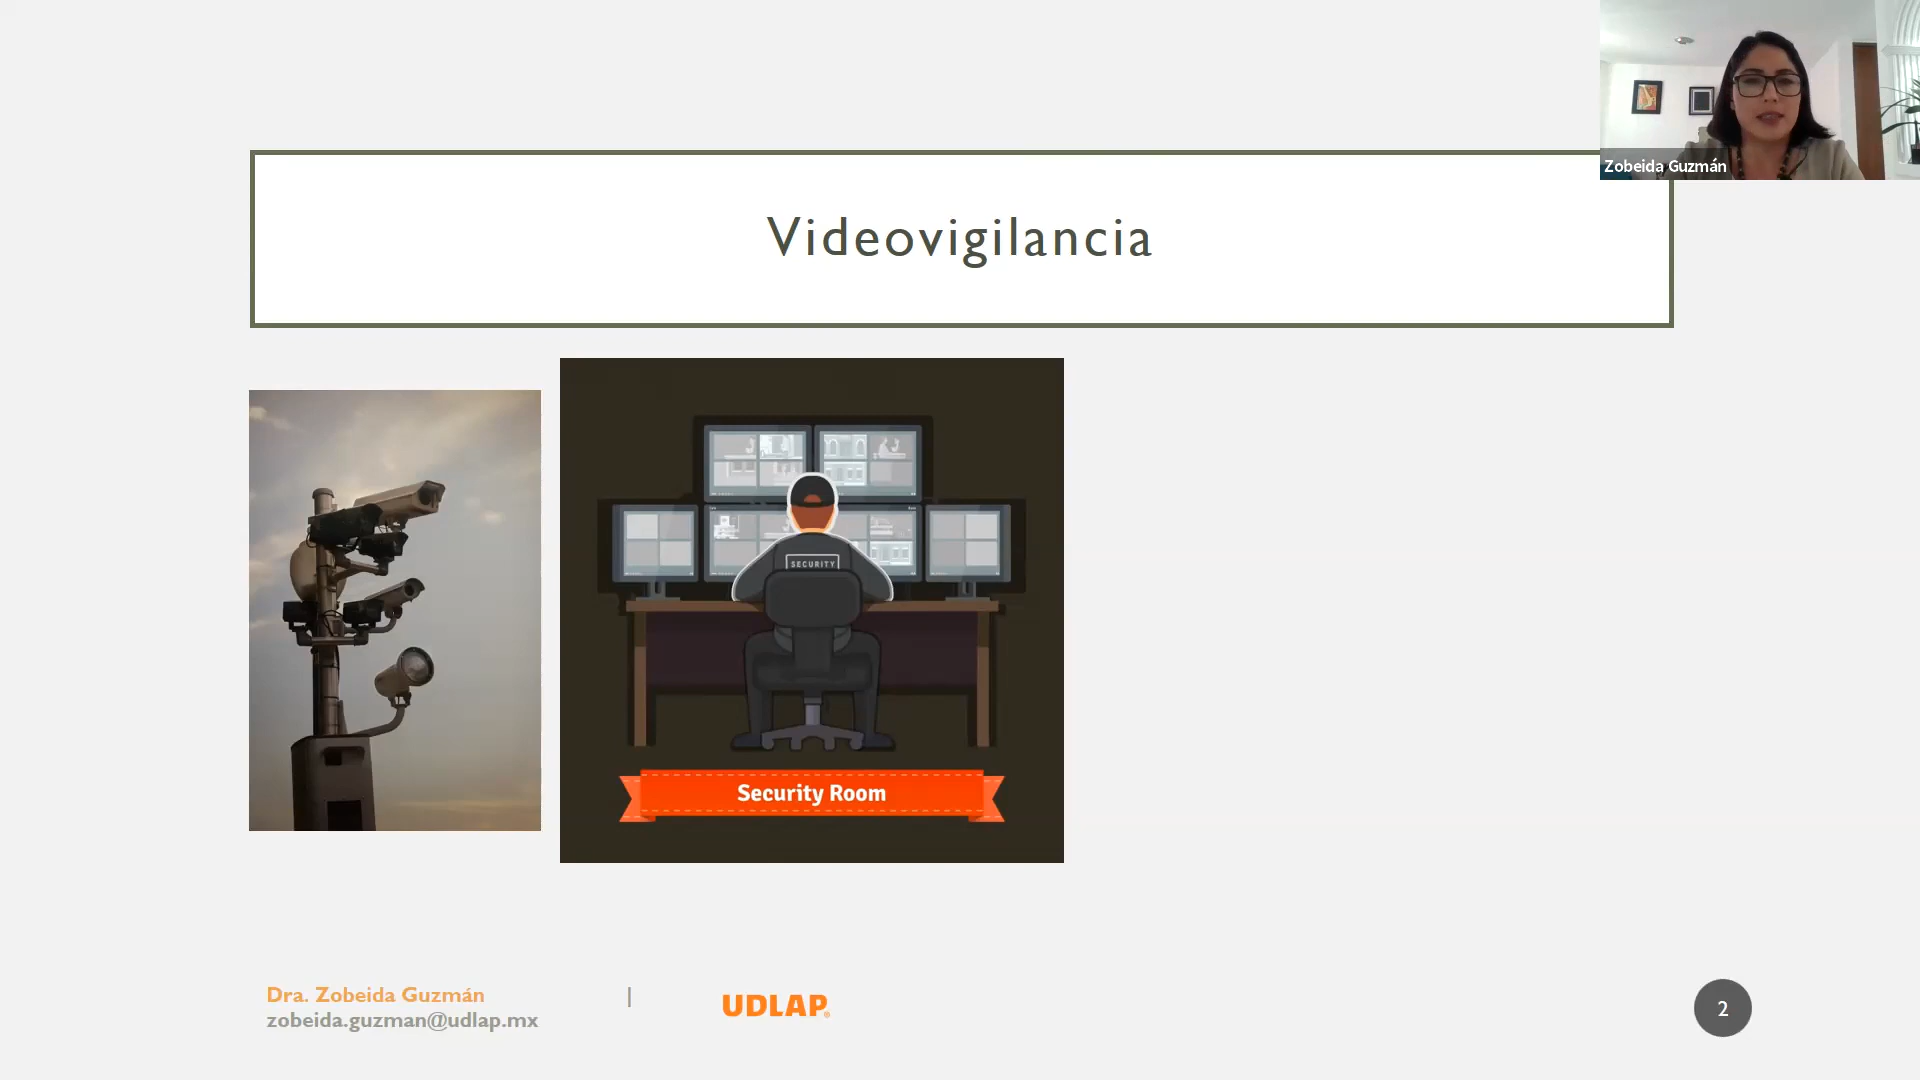 Zobeida Guzmán
Videovigilancia
SECURITY
Security Room
Dra. Zobeida Guzmán
zobeida.guzman@udlap.mx
|
UDLAP®
2